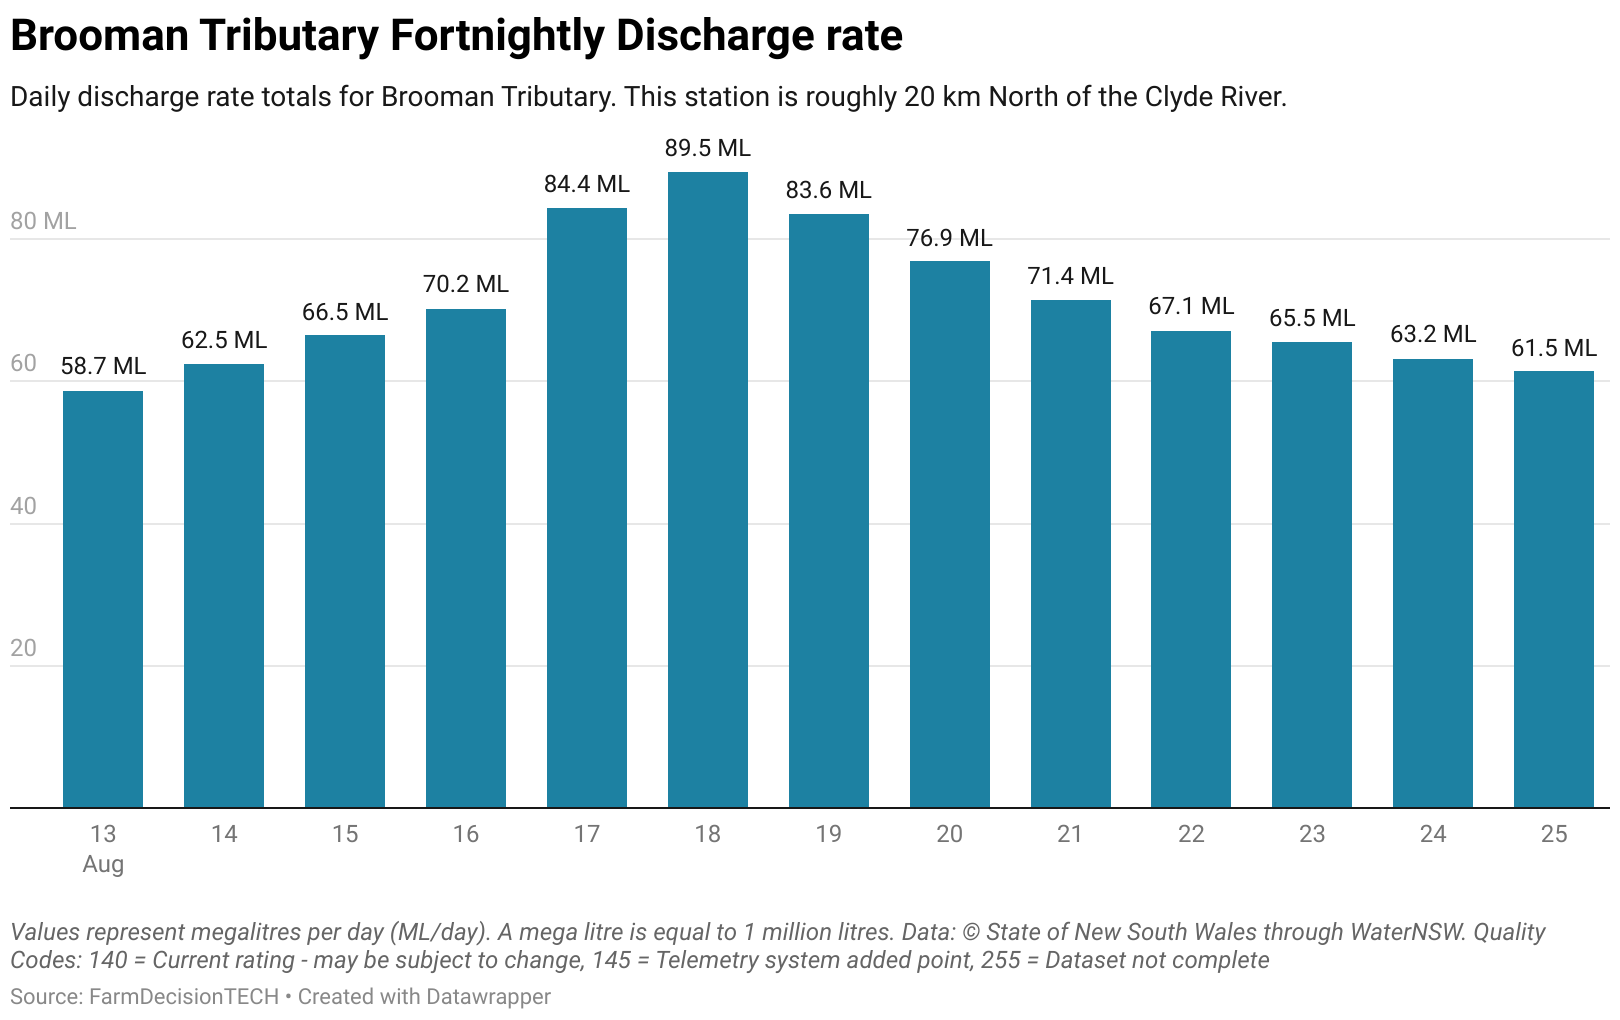 Brooman Tributary Fortnightly Discharge rate
Daily discharge rate totals for Brooman Tributary. This station is roughly 20 km North of the Clyde River.
89.5 ML
84.4 ML
83.6 ML
80 ML
76.9 ML
71.4 ML
70.2 ML
67.1 ML
66.5 ML
65.5 ML
63.2 ML
62.5 ML
61.5 ML
60
58.7 ML
40
20
13 14 15 16 17 18 19 20 21 22 23 24 25
Aug
Values represent megalitres per day (ML/day). A mega litre is equal to 1 million litres. Data: © State of New South Wales through WaterNSW. Quality
Codes: 140 = Current rating - may be subject to change, 145 = Telemetry system added point, 255 = Dataset not complete
Source: FarmDecisionTECH • Created with Datawrapper